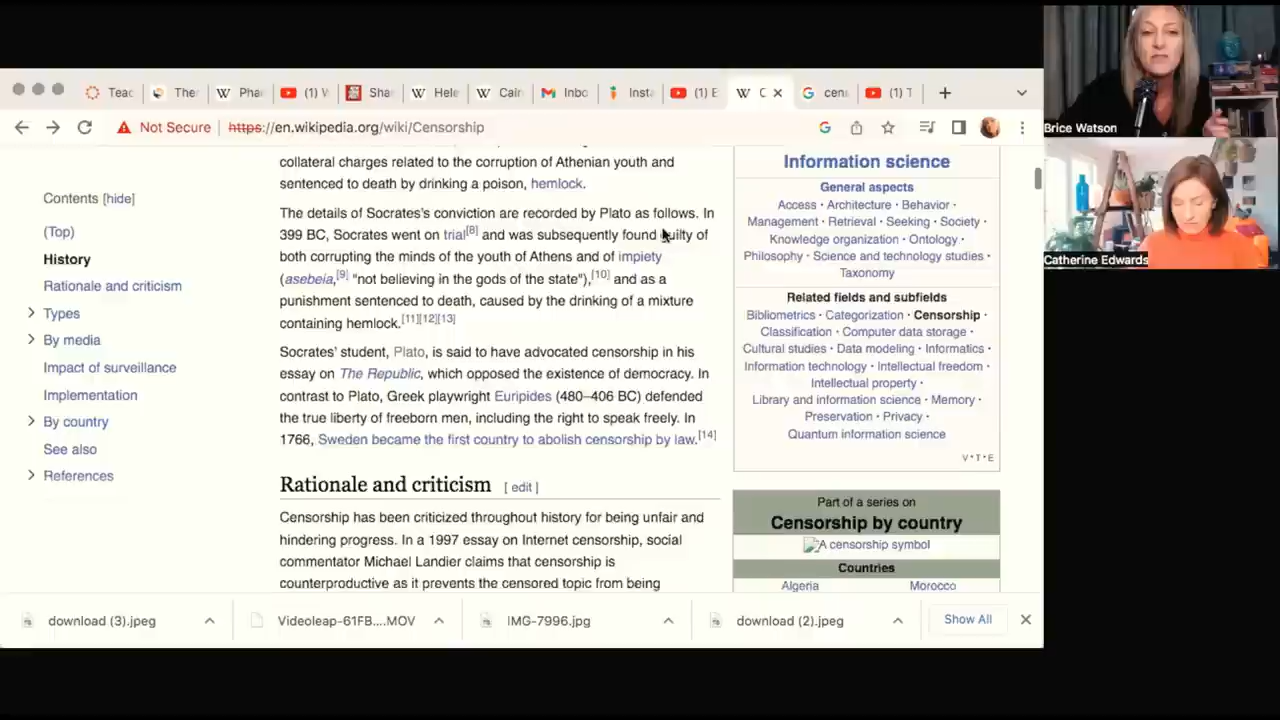 Teac
Ther
Pha
(1) V
Sha
Hele
Cain
Inbo
Insta
(1) E
C
cens
(1) T
Not Secure
https://en.wikipedia.org/wiki/Censorship
Brice Watson
Catherine Edwards
Contents [hide]
(Top)
History
Rationale and criticism
Types
By media
Impact of surveillance
Implementation
By country
See also
References
collateral charges related to the corruption of Athenian youth and
sentenced to death by drinking a poison, hemlock.
The details of Socrates's conviction are recorded by Plato as follows. In
399 BC, Socrates went on trial[8] and was subsequently found guilty of
both corrupting the minds of the youth of Athens and of impiety
(asebeia,[9] "not believing in the gods of the state"),[10] and as a
punishment sentenced to death, caused by the drinking of a mixture
containing hemlock.[11][12][13]
Socrates' student, Plato, is said to have advocated censorship in his
essay on The Republic, which opposed the existence of democracy. In
contrast to Plato, Greek playwright Euripides (480–406 BC) defended
the true liberty of freeborn men, including the right to speak freely. In
1766, Sweden became the first country to abolish censorship by law.[14]
Rationale and criticism [ edit ]
Censorship has been criticized throughout history for being unfair and
hindering progress. In a 1997 essay on Internet censorship, social
commentator Michael Landier claims that censorship is
counterproductive as it prevents the censored topic from being
Information science
General aspects
Access · Architecture · Behavior ·
Management · Retrieval · Seeking · Society ·
Knowledge organization · Ontology ·
Philosophy · Science and technology studies ·
Taxonomy
Related fields and subfields
Bibliometrics · Categorization · Censorship ·
Classification · Computer data storage ·
Cultural studies · Data modeling · Informatics ·
Information technology · Intellectual freedom ·
Intellectual property ·
Library and information science · Memory ·
Preservation · Privacy ·
Quantum information science
V·T·E
Part of a series on
Censorship by country
A censorship symbol
Countries
Algeria Morocco
download (3).jpeg
Videoleap-61FB....MOV
IMG-7996.jpg
download (2).jpeg
Show All